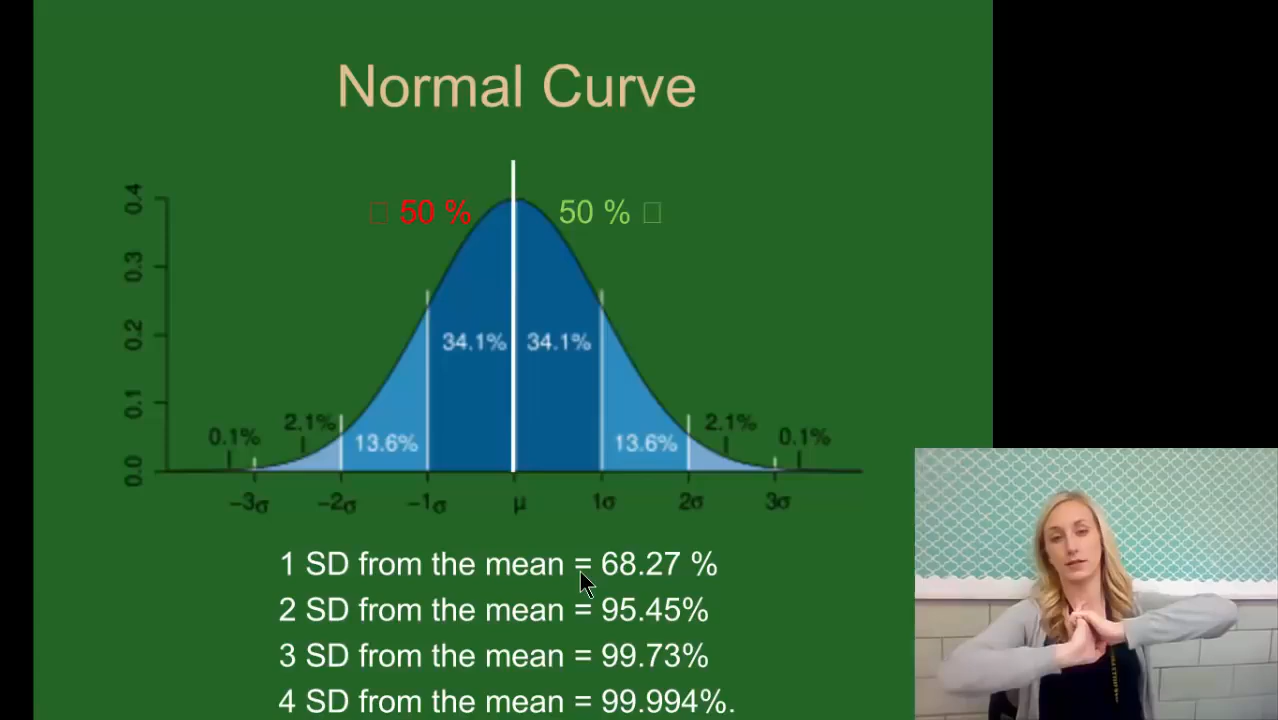 Normal Curve
0.4
0.3
0.2
0.1
0.0
□ 50 %
50 % □
34.1%
34.1%
0.1%
2.1%
13.6%
13.6%
2.1%
0.1%
−3σ
−2σ
−1σ
μ
1σ
2σ
3σ
1 SD from the mean = 68.27 %
2 SD from the mean = 95.45%
3 SD from the mean = 99.73%
4 SD from the mean = 99.994%.